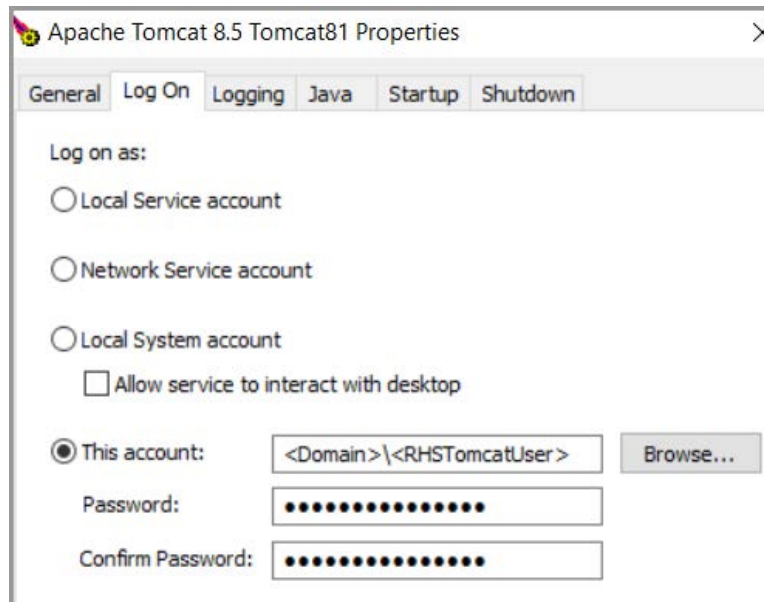 Apache Tomcat 8.5 Tomcat81 Properties
General Log On Logging Java Startup Shutdown
Log on as:
Local Service account
Network Service account
Local System account
Allow service to interact with desktop
This account: <Domain>\<RHSTomcatUser> Browse...
Password: ●●●●●●●●●●●●●●●
Confirm Password: ●●●●●●●●●●●●●●●